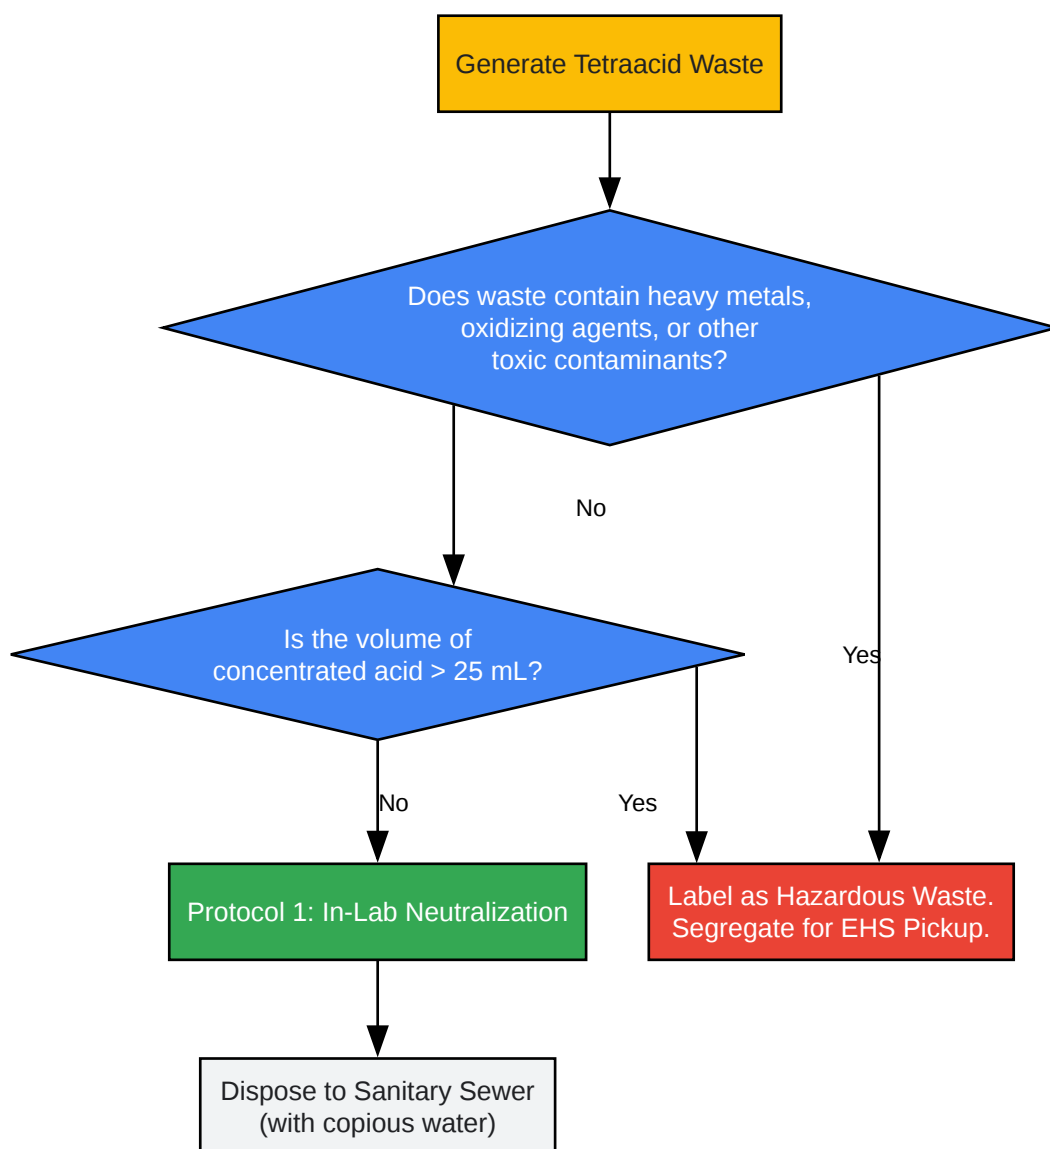 Generate Tetraacid Waste
Does waste contain heavy metals,
oxidizing agents, or other
toxic contaminants?
No
Is the volume of
concentrated acid > 25 mL?
Yes
No
Yes
Protocol 1: In-Lab Neutralization
Label as Hazardous Waste.
Segregate for EHS Pickup.
Dispose to Sanitary Sewer
(with copious water)